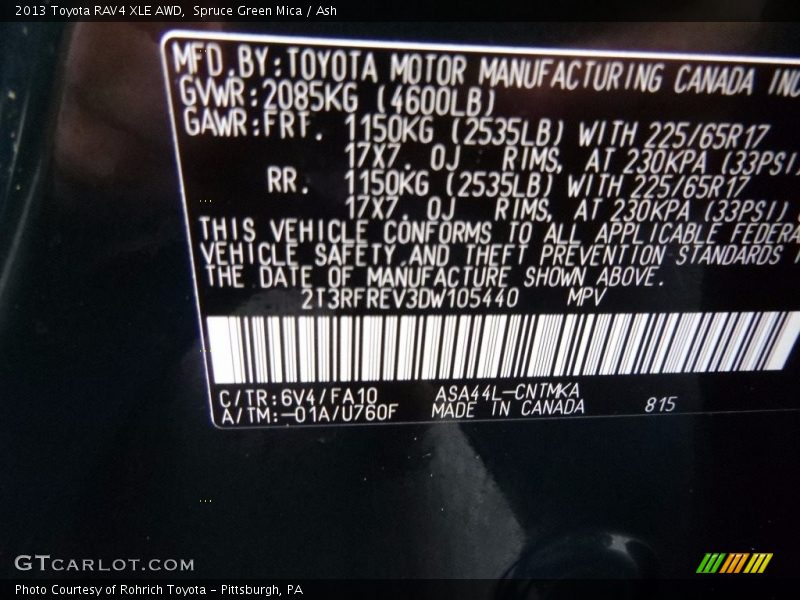 2013 Toyota RAV4 XLE AWD, Spruce Green Mica / Ash
MFD.BY:TOYOTA MOTOR MANUFACTURING CANADA INC
GVWR:2085KG (4600LB)
GAWR:FRT. 1150KG (2535LB) WITH 225/65R17
17X7.0J RIMS, AT 230KPA (33PSI)
RR. 1150KG (2535LB) WITH 225/65R17
17X7.0J RIMS, AT 230KPA (33PSI)
THIS VEHICLE CONFORMS TO ALL APPLICABLE FEDERA
VEHICLE SAFETY AND THEFT PREVENTION STANDARDS
THE DATE OF MANUFACTURE SHOWN ABOVE.
2T3RFREV3DW105440 MPV
C/TR:6V4/FA10 ASA44L-CNTMKA
A/TM:-01A/U760F MADE IN CANADA 815
GTCARLOT.COM
Photo Courtesy of Rohrich Toyota - Pittsburgh, PA